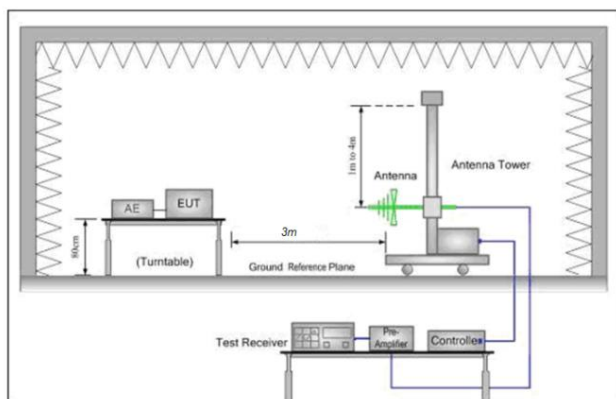 1m to 4m
Antenna
Antenna Tower
AE
EUT
3m
80cm
(Turntable)
Ground Reference Plane
Test Receiver
Pre-
Amplifier
Controller